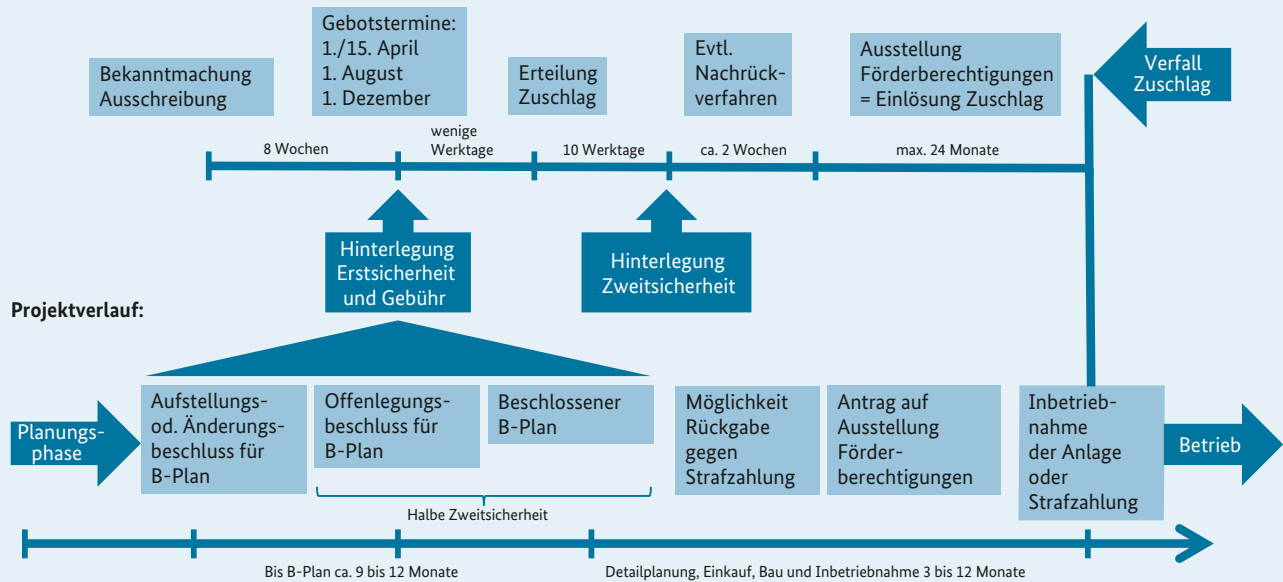 Bekanntmachung
Ausschreibung
Gebotstermine:
1./15. April
1. August
1. Dezember
Erteilung
Zuschlag
Evtl.
Nachrück-
verfahren
Ausstellung
Förderberechtigungen
= Einlösung Zuschlag
Verfall
Zuschlag
8 Wochen
wenige
Werktage
10 Werktage
ca. 2 Wochen
max. 24 Monate
Hinterlegung
Erstsicherheit
und Gebühr
Hinterlegung
Zweitsicherheit
Projektverlauf:
Planungs-
phase
Aufstellungs-
od. Änderungs-
beschluss für
B-Plan
Offenlegungs-
beschluss für
B-Plan
Beschlossener
B-Plan
Möglichkeit
Rückgabe
gegen
Strafzahlung
Antrag auf
Ausstellung
Förder-
berechtigungen
Inbetrieb-
nahme
der Anlage
oder
Strafzahlung
Betrieb
Halbe Zweitsicherheit
Bis B-Plan ca. 9 bis 12 Monate
Detailplanung, Einkauf, Bau und Inbetriebnahme 3 bis 12 Monate